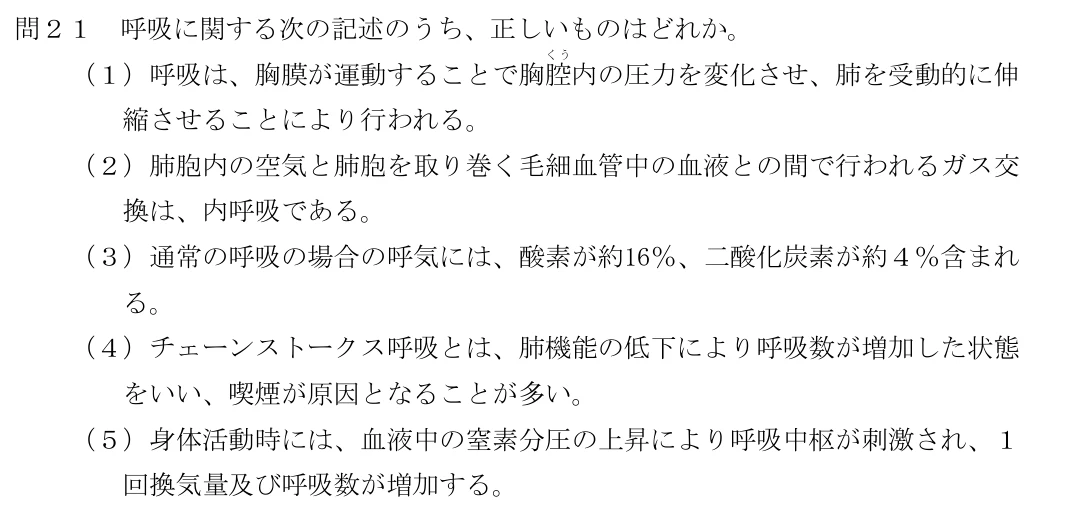 問２１　呼吸に関する次の記述のうち、正しいものはどれか。
（１）呼吸は、胸膜が運動することで胸腔くう内の圧力を変化させ、肺を受動的に伸
縮させることにより行われる。
（２）肺胞内の空気と肺胞を取り巻く毛細血管中の血液との間で行われるガス交
換は、内呼吸である。
（３）通常の呼吸の場合の呼気には、酸素が約16％、二酸化炭素が約４％含まれ
る。
（４）チェーンストークス呼吸とは、肺機能の低下により呼吸数が増加した状態
をいい、喫煙が原因となることが多い。
（５）身体活動時には、血液中の窒素分圧の上昇により呼吸中枢が刺激され、１
回換気量及び呼吸数が増加する。